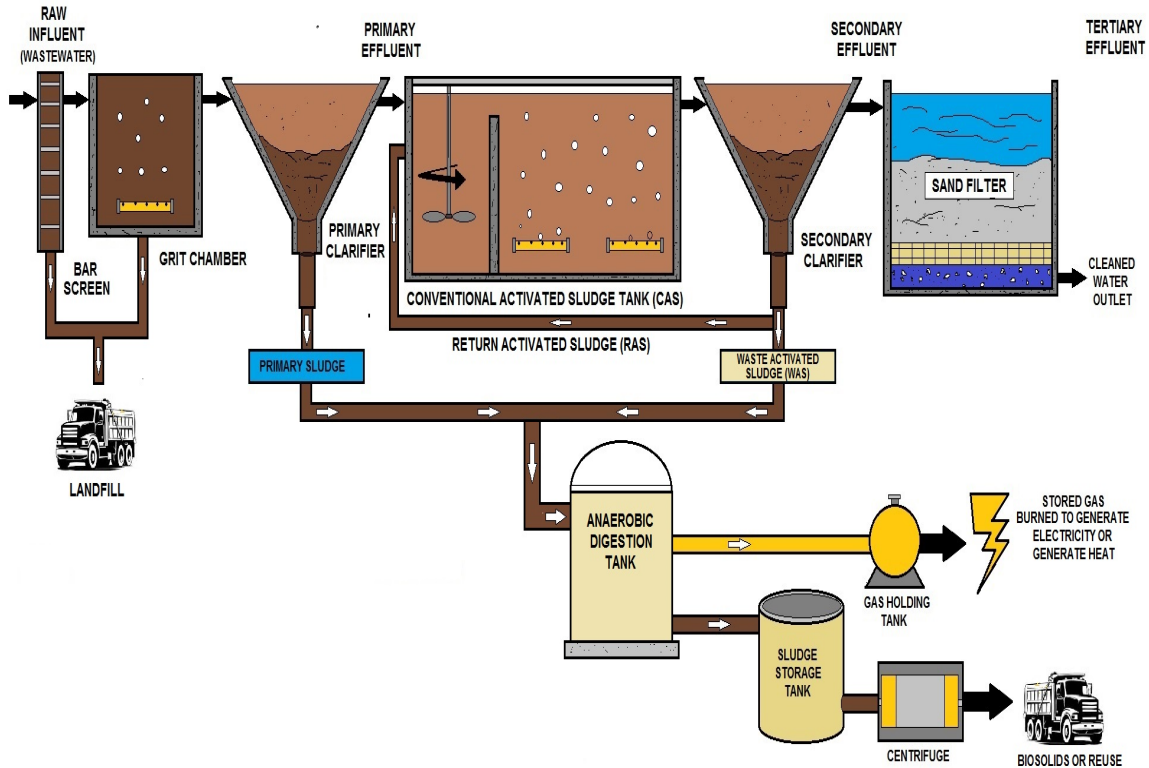 RAW
INFLUENT
(WASTEWATER)
PRIMARY
EFFLUENT
SECONDARY
EFFLUENT
TERTIARY
EFFLUENT
SAND FILTER
BAR
SCREEN
GRIT CHAMBER
PRIMARY
CLARIFIER
SECONDARY
CLARIFIER
CLEANED
WATER
OUTLET
CONVENTIONAL ACTIVATED SLUDGE TANK (CAS)
RETURN ACTIVATED SLUDGE (RAS)
PRIMARY SLUDGE
WASTE ACTIVATED
SLUDGE (WAS)
LANDFILL
ANAEROBIC
DIGESTION
TANK
STORED GAS
BURNED TO GENERATE
ELECTRICITY OR
GENERATE HEAT
GAS HOLDING
TANK
SLUDGE
STORAGE
TANK
CENTRIFUGE
BIOSOLIDS OR REUSE